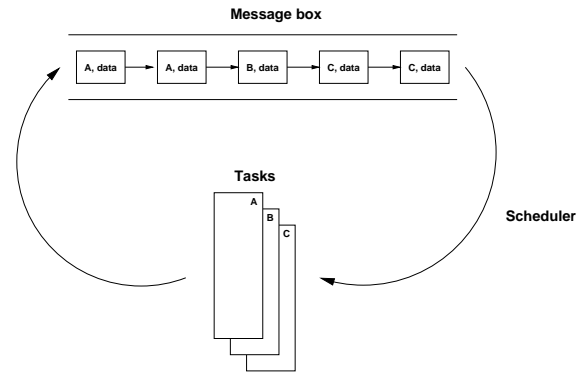 Message box
A, data
A, data
B, data
C, data
C, data
Tasks
A
B
C
Scheduler